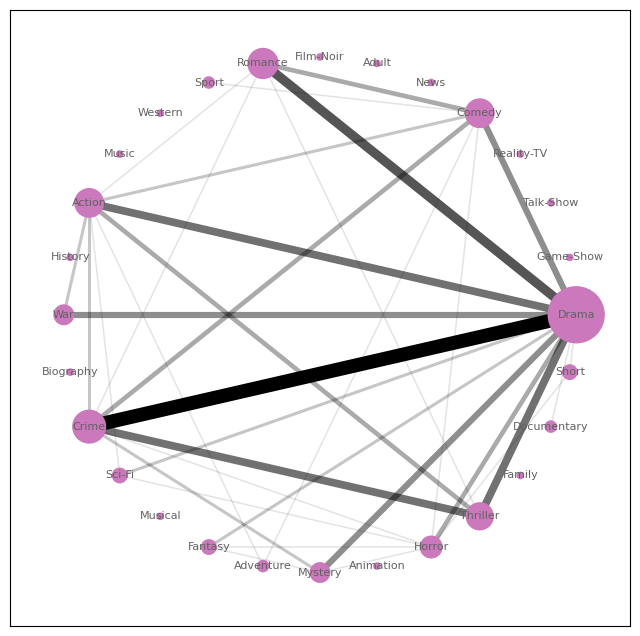 Film-Noir
Romance
Adult
Sport
News
Western
Comedy
Music
Reality-TV
Action
Talk-Show
History
Game-Show
War
Drama
Biography
Short
Crime
Documentary
Sci-Fi
Family
Musical
Thriller
Fantasy
Horror
Adventure
Animation
Mystery